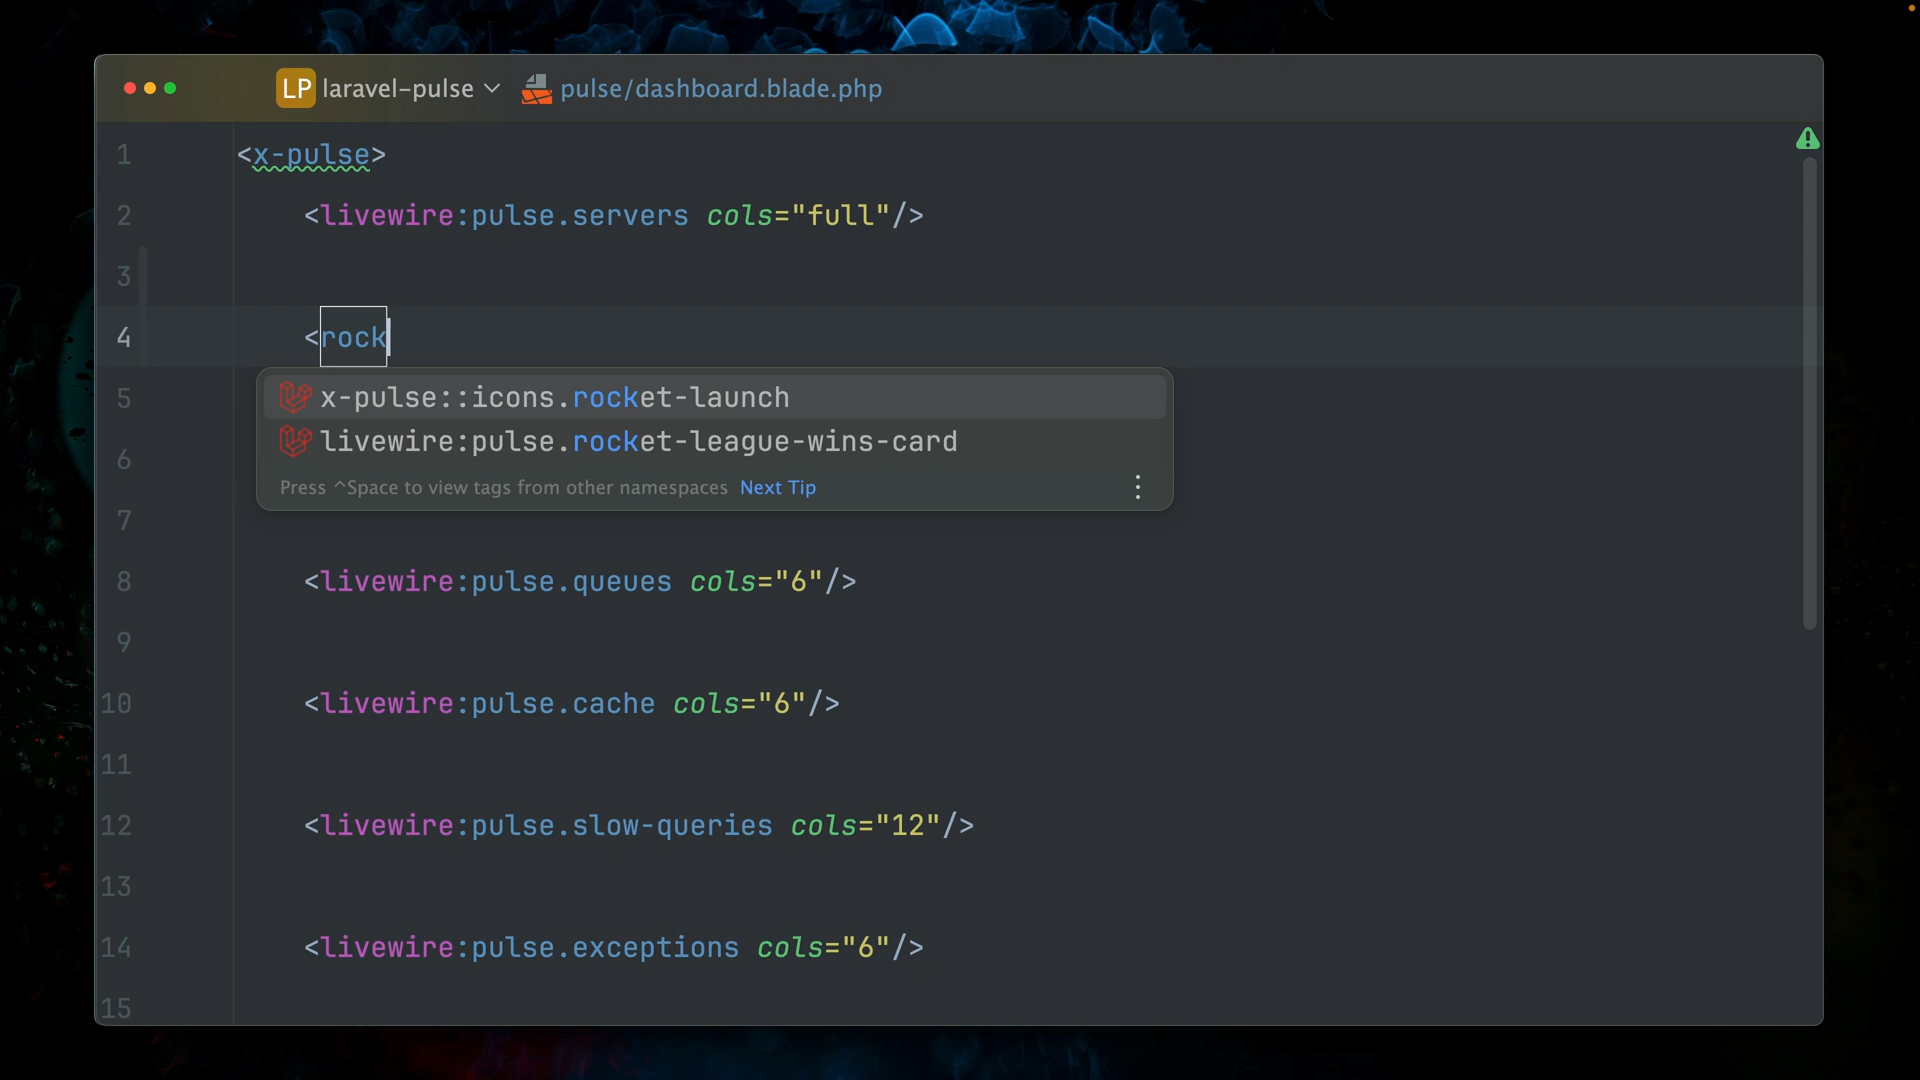 LP laravel-pulse pulse/dashboard.blade.php
1 <x-pulse>
2 <livewire:pulse.servers cols="full"/>
3
4 <rock
5 x-pulse::icons.rocket-launch
6 livewire:pulse.rocket-league-wins-card
Press ^Space to view tags from other namespaces Next Tip
7
8 <livewire:pulse.queues cols="6"/>
9
10 <livewire:pulse.cache cols="6"/>
11
12 <livewire:pulse.slow-queries cols="12"/>
13
14 <livewire:pulse.exceptions cols="6"/>
15